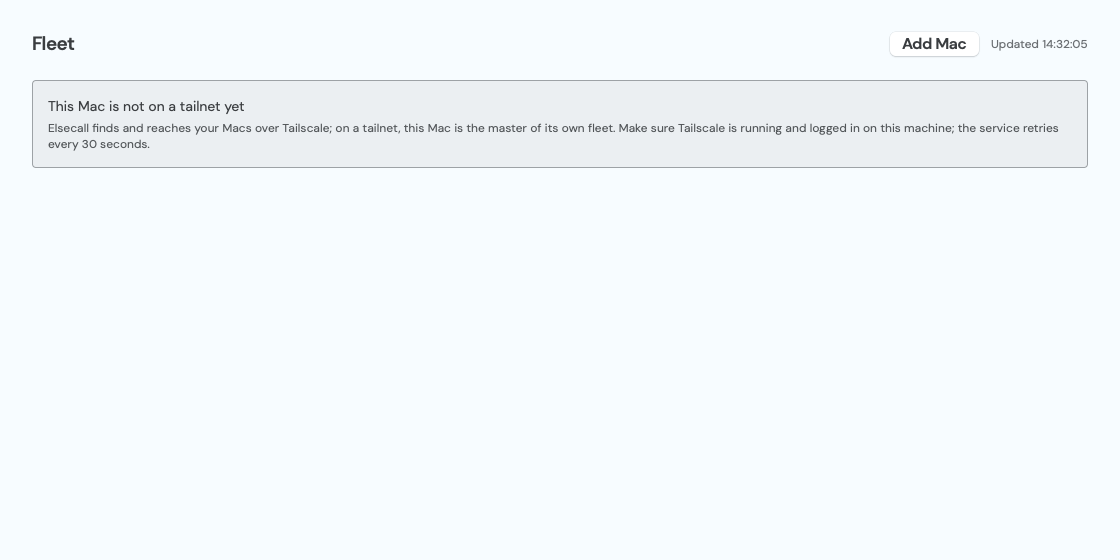 Fleet
Add Mac
Updated 14:32:05
This Mac is not on a tailnet yet
Elsecall finds and reaches your Macs over Tailscale; on a tailnet, this Mac is the master of its own fleet. Make sure Tailscale is running and logged in on this machine; the service retries
every 30 seconds.